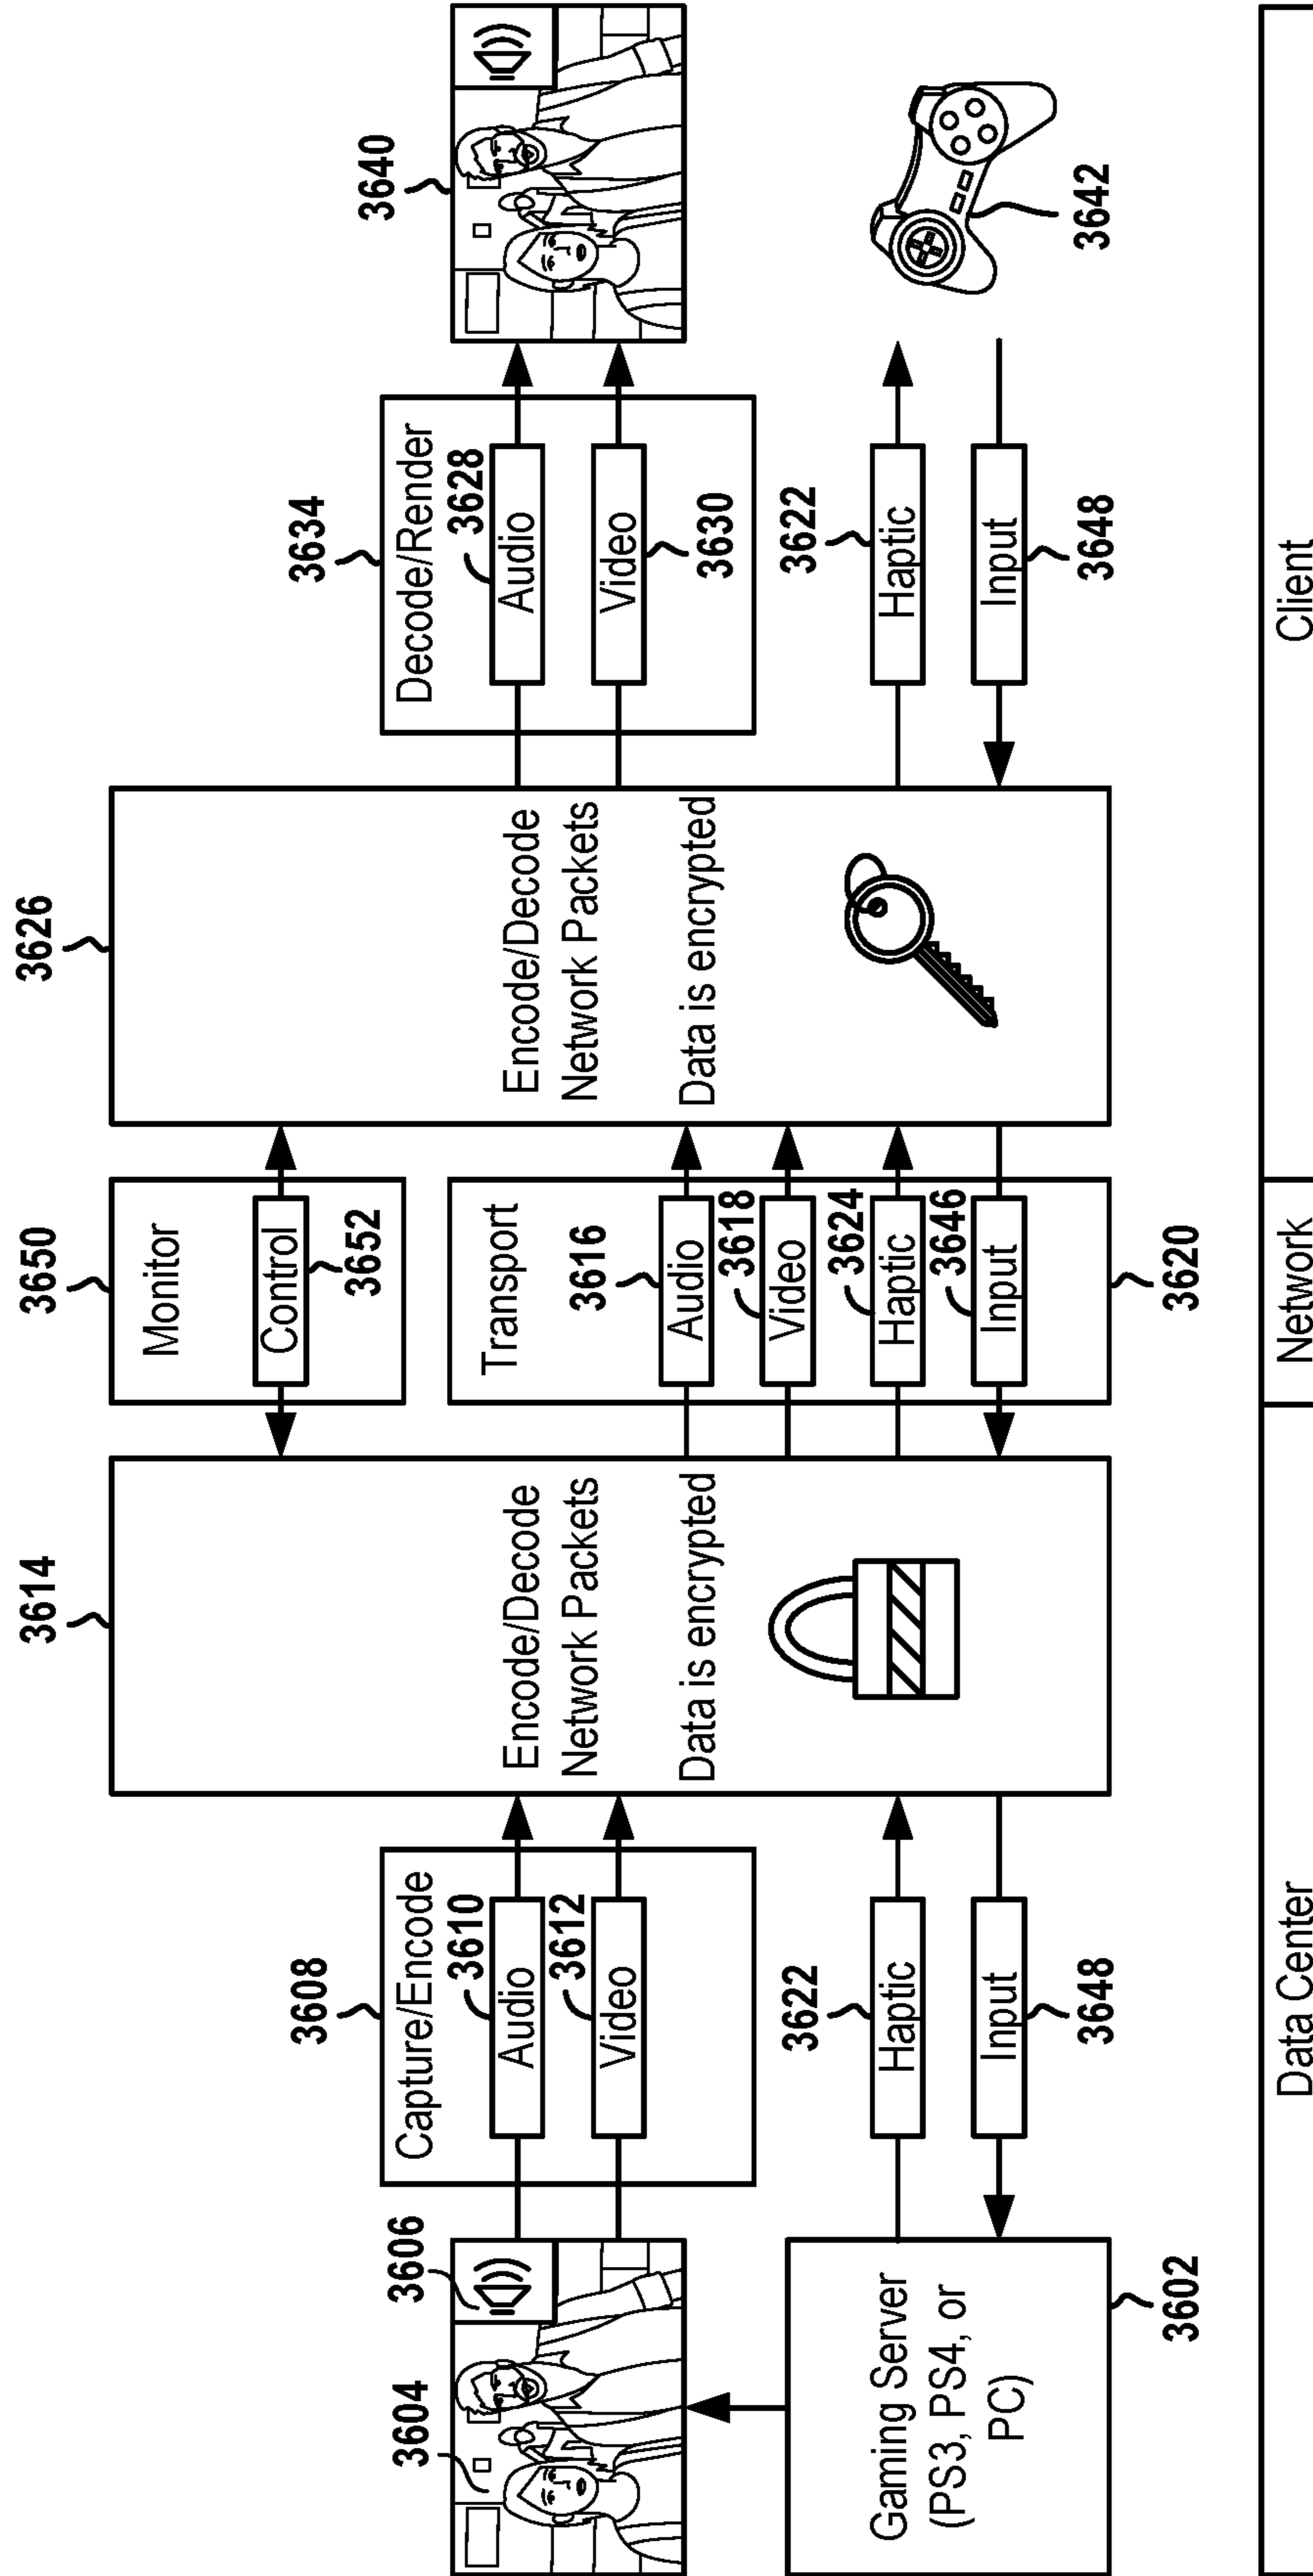 3604
3606
Gaming Server
(PS3, PS4, or
PC)
3602
3608
Capture/Encode
3610
Audio
3612
Video
3622
Haptic
Input
3648
3614
Encode/Decode
Network Packets
Data is encrypted
3650
Monitor
Control
3652
Transport
3616
Audio
3618
Video
3624
Haptic
3646
Input
3620
3626
Encode/Decode
Network Packets
Data is encrypted
3634
Decode/Render
3628
Audio
Video
3630
3622
Haptic
Input
3648
3640
3642
Data Center
Network
Client